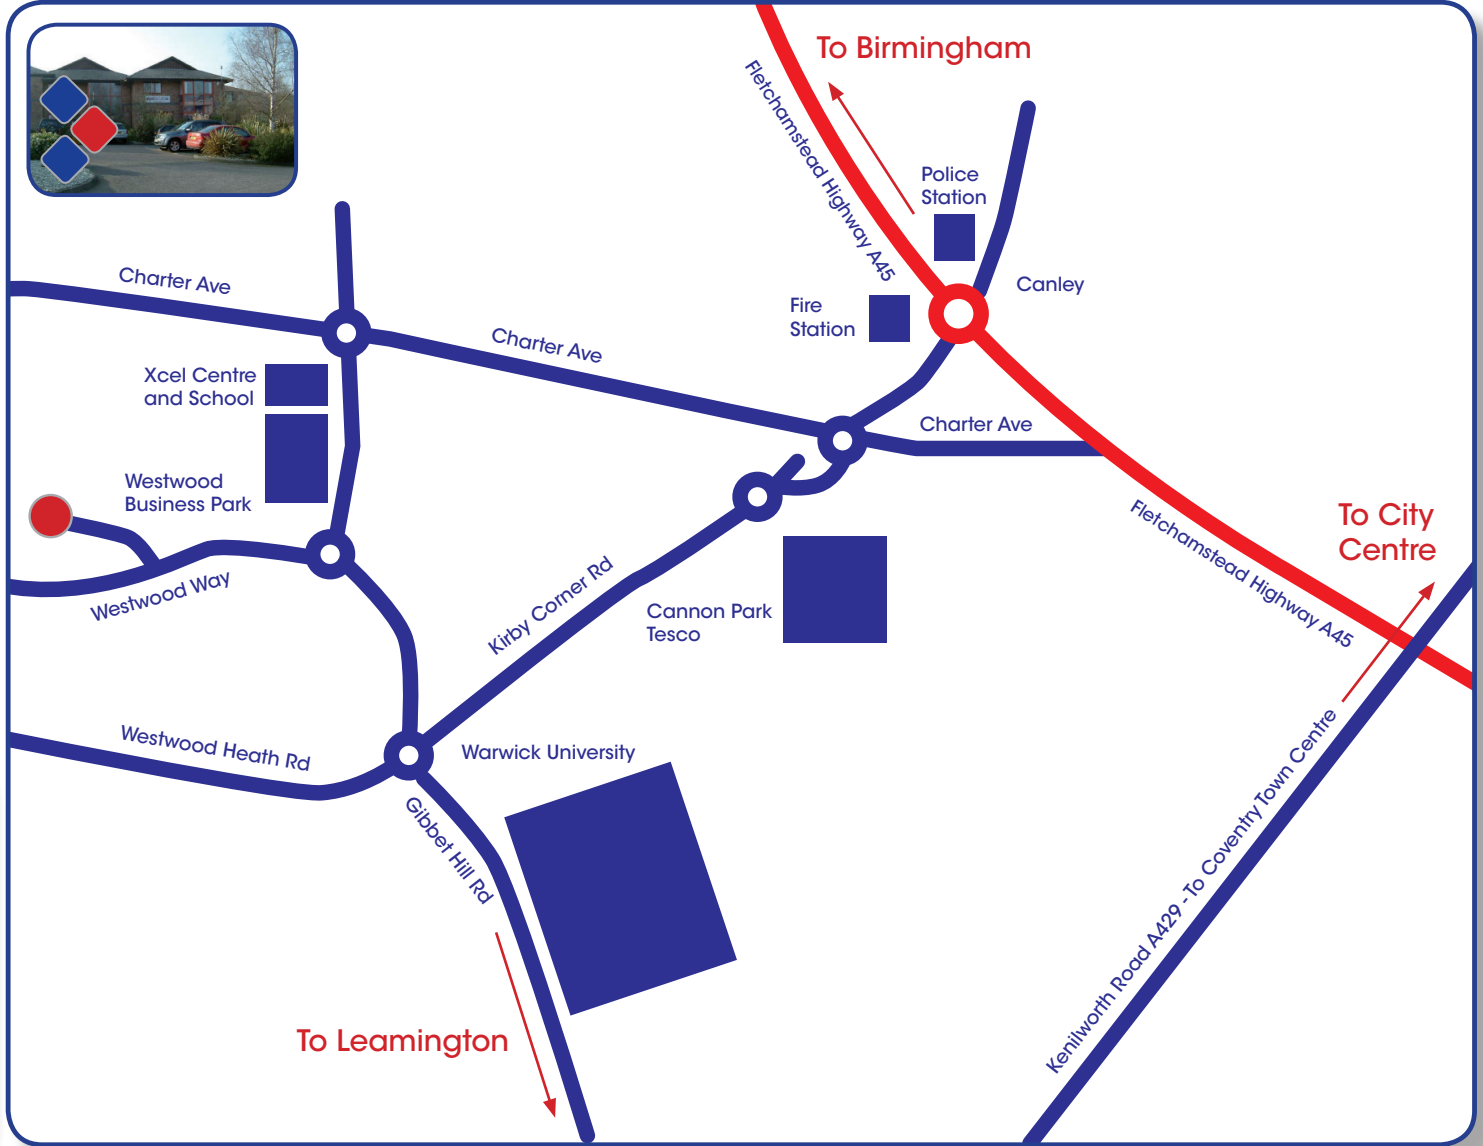 To Birmingham
Fletchamstead Highway A45
Police
Station
Canley
Fire
Station
Charter Ave
Charter Ave
Xcel Centre
and School
Charter Ave
Westwood
Business Park
Fletchamstead Highway A45
To City
Centre
Westwood Way
Kirby Corner Rd
Cannon Park
Tesco
Westwood Heath Rd
Warwick University
Gibbet Hill Rd
Kenilworth Road A429 - To Coventry Town Centre
To Leamington